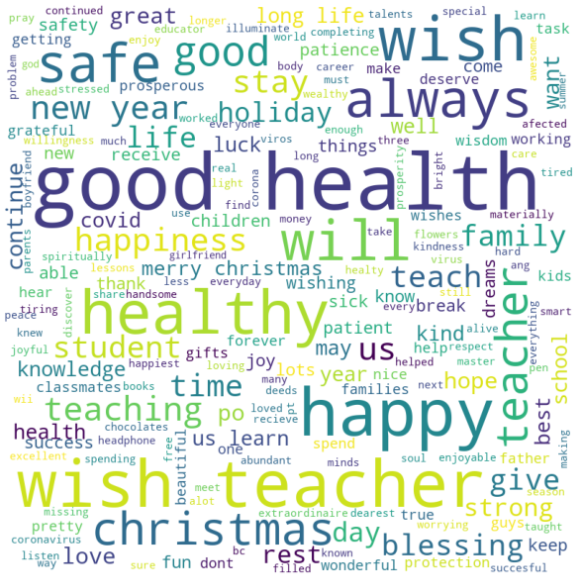 pray continued great long life longer illuminate talents special learn task
safety educator enjoy world completing awesome
getting safe good wish patience come want
problem god stressed prosperous body career make deserve summer
ahead worked wealthy must
new year holiday stay always
grateful everyone enough well wisdom working afected
willingness much viros life luck things three
boyfriend new receive real long prosperity bright care tired
continue good health
parents covid light corona find children wishes materially
use money take flowers kindness hard family
spiritually happiness girlfriend will virus
able merry christmas wishing teach ang kids
hear lessons thank less everyday sick know break dreams
tiring share handsome every still smart
peace discover healthy patient kind alive everything
knew student forever may us help respect
joyful happiest gifts joy helped master teacher school
knowledge loving lots year nice hope pen
classmates books time many families next best
wii teaching po deeds happy
health chocolates loved pt
success headphone us learn recieve spend father give making
excellent free one abundant enjoyable
spending beautiful meet minds soul season
wish teacher strong
missing christmas extraordinaire dearest true guys taught
pretty day worrying blessing
coronavirus alot bc known rest wonderful protection keep
listen love fun dont filled succesful
way sure